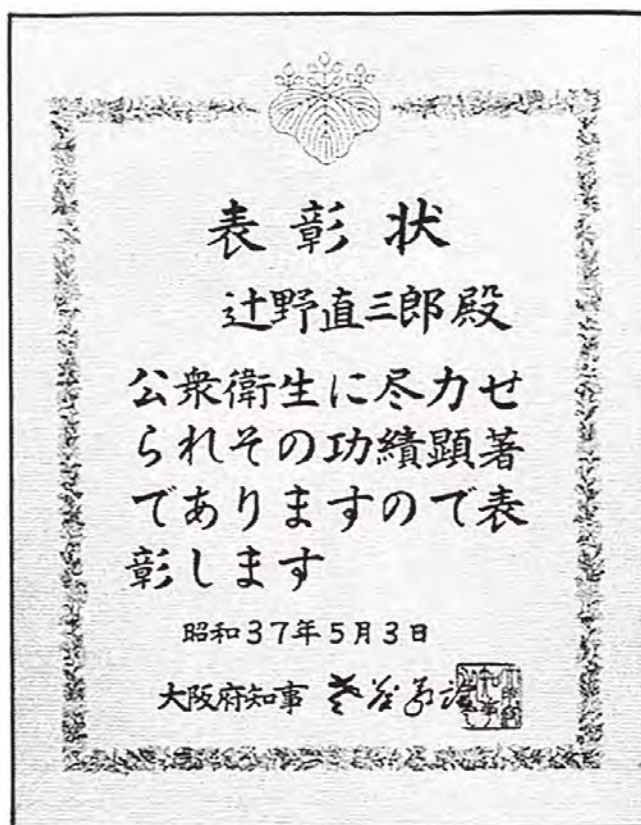 表彰状
辻野直三郎殿
公衆衛生に尽力せ
られその功績顕著
でありますので表
彰します
昭和37年5月3日
大阪府知事